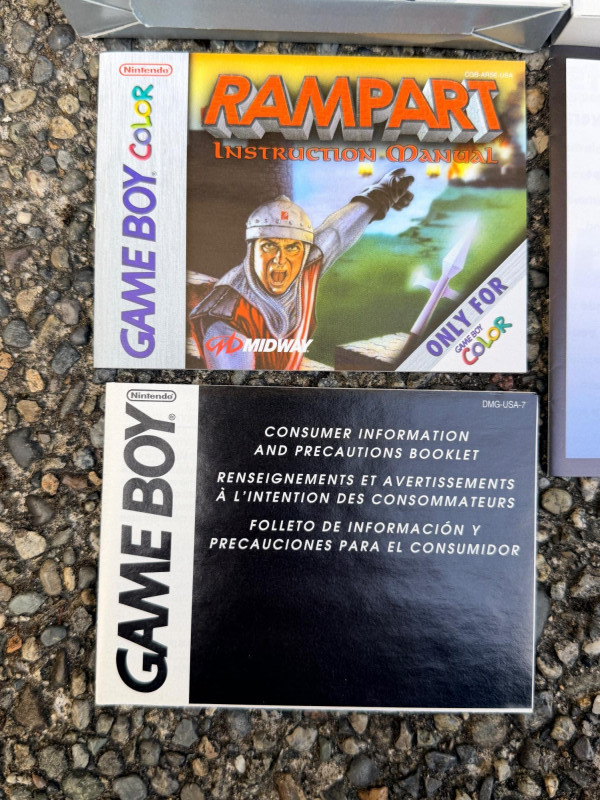 Nintendo
GAME BOY COLOR
RAMPART
INSTRUCTION MANUAL
MIDWAY
ONLY FOR
GAME BOY
COLOR
Nintendo
GAME BOY®
DMG-USA-7
CONSUMER INFORMATION
AND PRECAUTIONS BOOKLET
RENSEIGNEMENTS ET AVERTISSEMENTS
À L'INTENTION DES CONSOMMATEURS
FOLLETO DE INFORMACIÓN Y
PRECAUCIONES PARA EL CONSUMIDOR